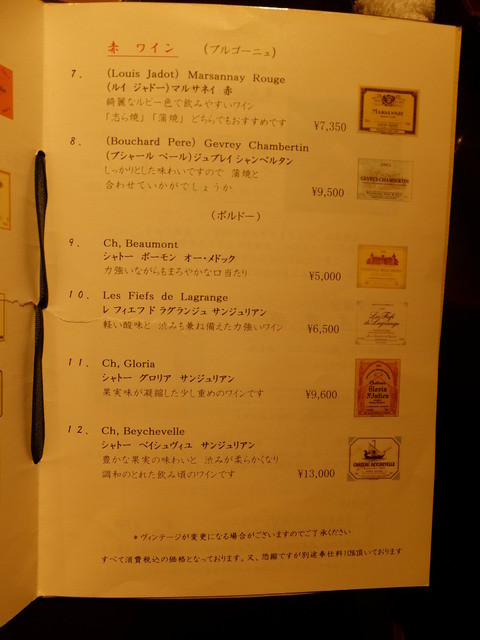 赤 ワイン (ブルゴーニュ)
7. (Louis Jadot) Marsannay Rouge
(ルイ ジャドー)マルサネイ 赤
綺麗なルビー色で飲みやすいワイン
「志ら焼」「蒲焼」どちらでもおすすめです ¥7,350
MARSANNAY
8. (Bouchard Pere) Gevrey Chambertin
(ブシャール ペール)ジュブレイ シャンベルタン
しっかりとした味わいですので 蒲焼と
合わせていかがでしょうか ¥9,500
GEVREY-CHAMBERTIN
(ボルドー)
9. Ch, Beaumont
シャトー ボーモン オー・メドック
力強いながらもまろやかな口当たり ¥5,000
10. Les Fiefs de Lagrange
レ フィエフ ド ラグランジュ サンジュリアン
軽い酸味と 渋みも兼ね備えた力強いワイン ¥6,500
Les Fiefs
de Lagrange
11. Ch, Gloria
シャトー グロリア サンジュリアン
果実味が凝縮した少し重めのワインです ¥9,600
Château
Gloria
St Julien
12. Ch, Beychevelle
シャトー ベイシュヴィユ サンジュリアン
豊かな果実の味わいと 渋みが柔らかくなり
調和のとれた飲み頃のワインです ¥13,000
CHATEAU BEYCHEVELLE
*ヴィンテージが変更になる場合がございますのでご了承ください
すべて消費税込の価格となっております。又、恐縮ですが別途奉仕料10%頂いております